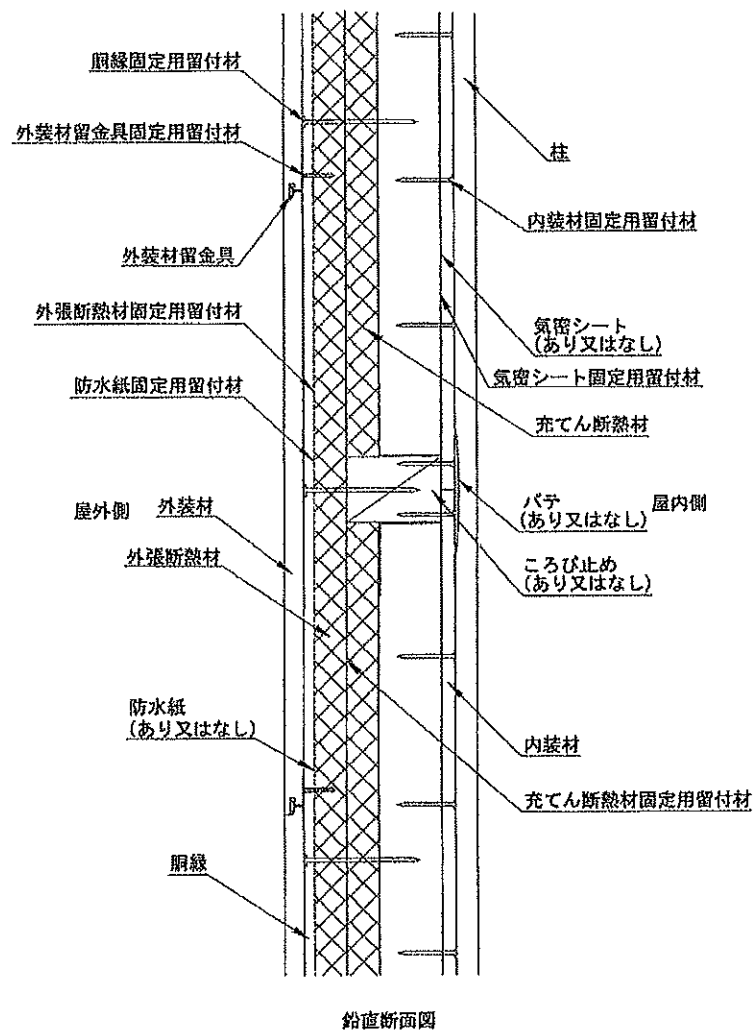 胴縁固定用留付材
外装材留金具固定用留付材
外装材留金具
外張断熱材固定用留付材
防水紙固定用留付材
屋外側
外装材
外張断熱材
防水紙
(あり又はなし)
胴縁
柱
内装材固定用留付材
気密シート
(あり又はなし)
気密シート固定用留付材
充てん断熱材
パテ
(あり又はなし)
屋内側
ころび止め
(あり又はなし)
内装材
充てん断熱材固定用留付材
鉛直断面図